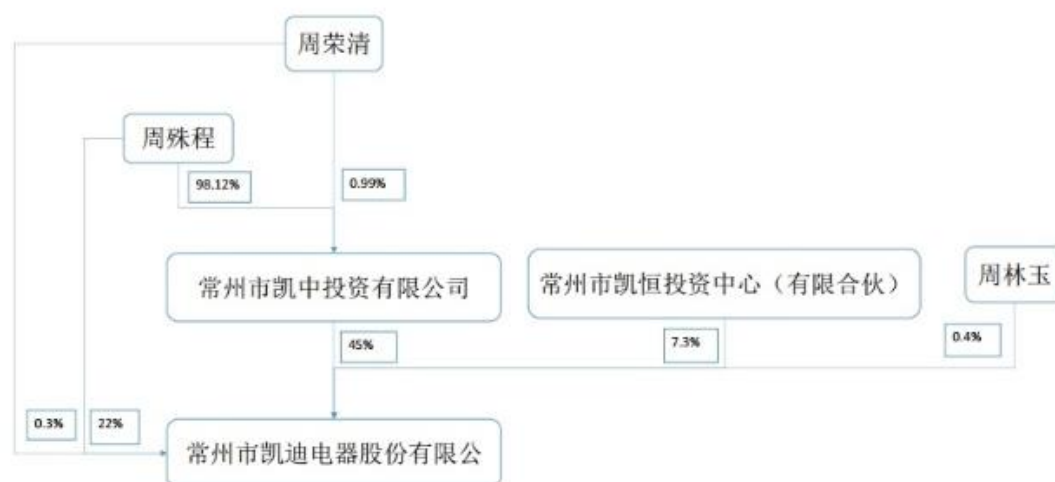 周荣清
周殊程
98.12%
0.99%
常州市凯中投资有限公司
常州市凯恒投资中心（有限合伙）
周林玉
45%
7.3%
0.4%
0.3%
22%
常州市凯迪电器股份有限公